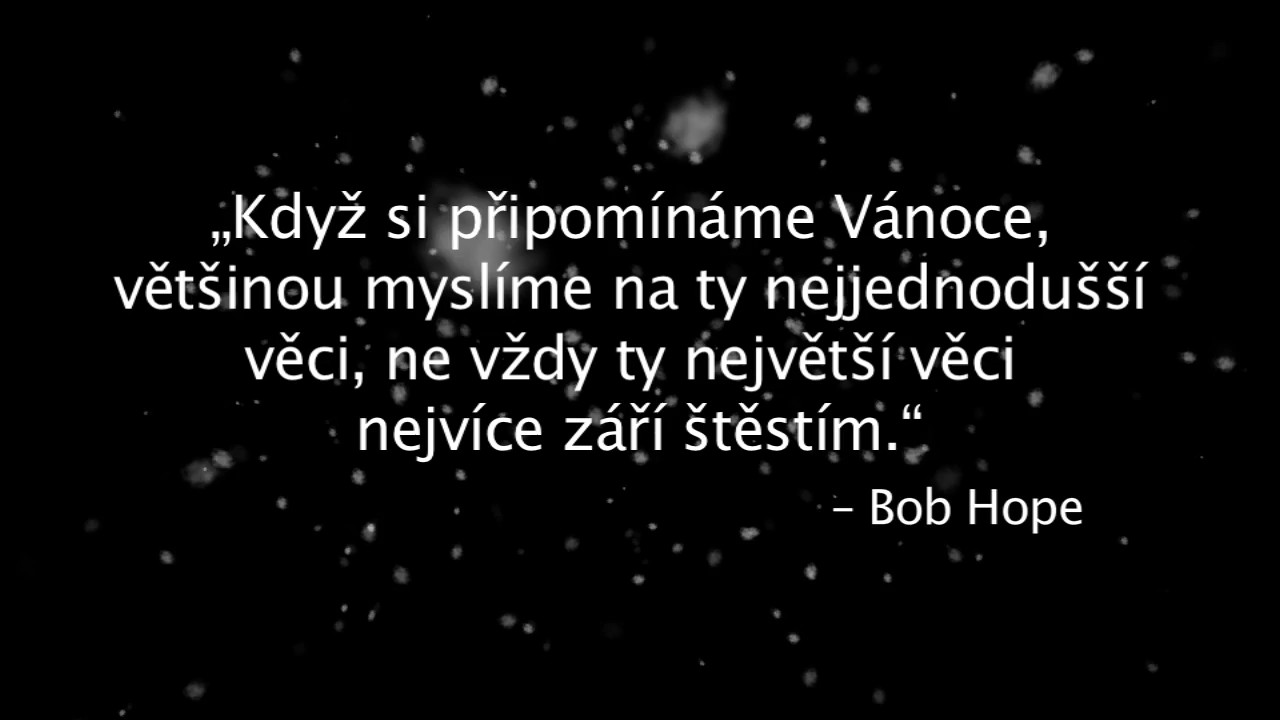 „Když si připomínáme Vánoce,
většinou myslíme na ty nejjednodušší
věci, ne vždy ty největší věci
nejvíce září štěstím.“
– Bob Hope